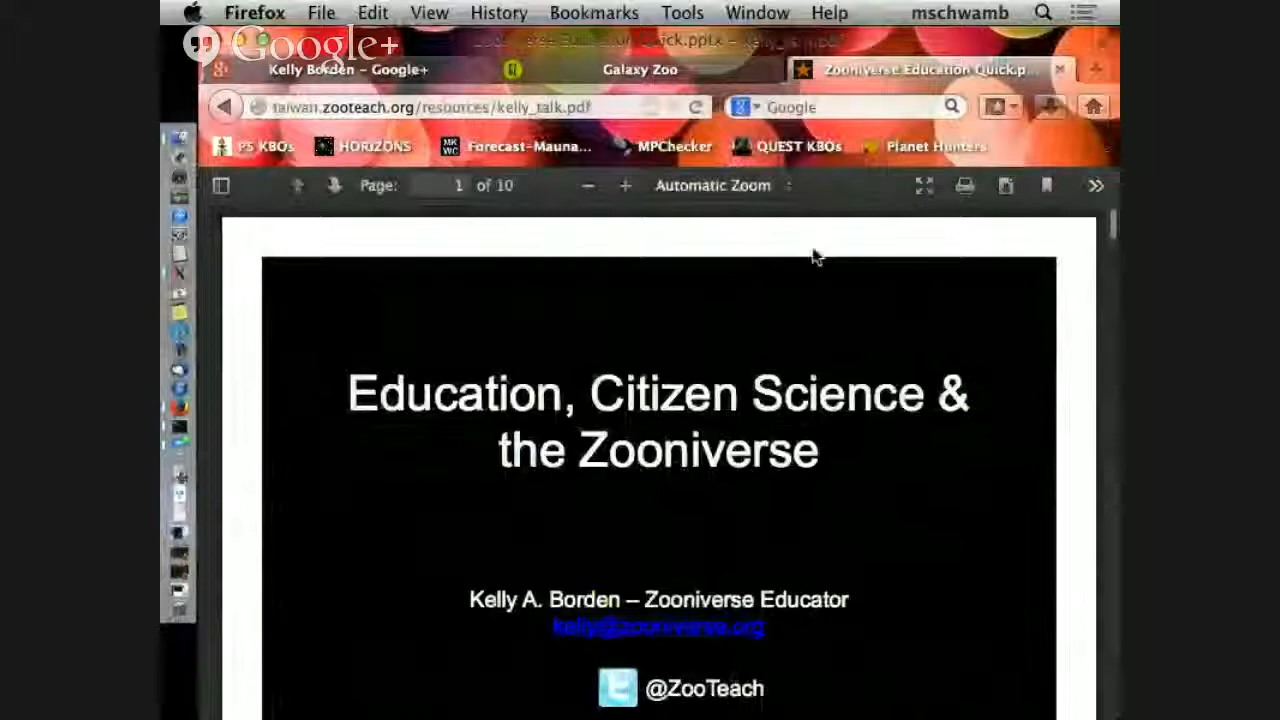 Firefox File Edit View History Bookmarks Tools Window Help mschwamb
Google+
Kelly Borden – Google+
Galaxy Zoo
Zooniverse Education Quick.p...
taiwan.zooteach.org/resources/kelly_talk.pdf
Google
PS KBOs
HORIZONS
Forecast-Mauna...
MPChecker
QUEST KBOs
Planet Hunters
Page: 1 of 10
Automatic Zoom
Education, Citizen Science &
the Zooniverse
Kelly A. Borden – Zooniverse Educator
kelly@zooniverse.org
@ZooTeach